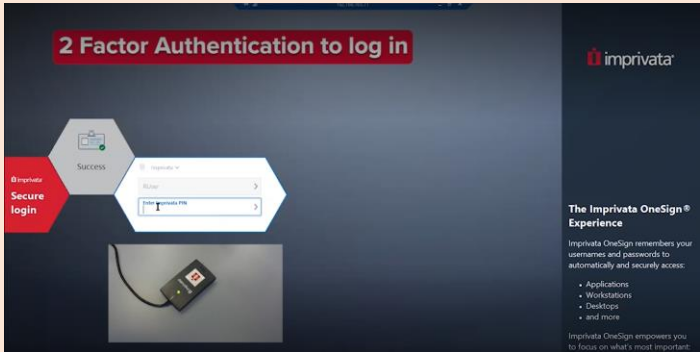 2 Factor Authentication to log in
imprivata
Success
imprivata
Secure
login
Imprivata
Enter Imprivata PIN
The Imprivata OneSign®
Experience
Imprivata OneSign remembers your
usernames and passwords to
automatically and securely access:
• Applications
• Workstations
• Desktops
• and more
Imprivata OneSign empowers you
to focus on what's most important: